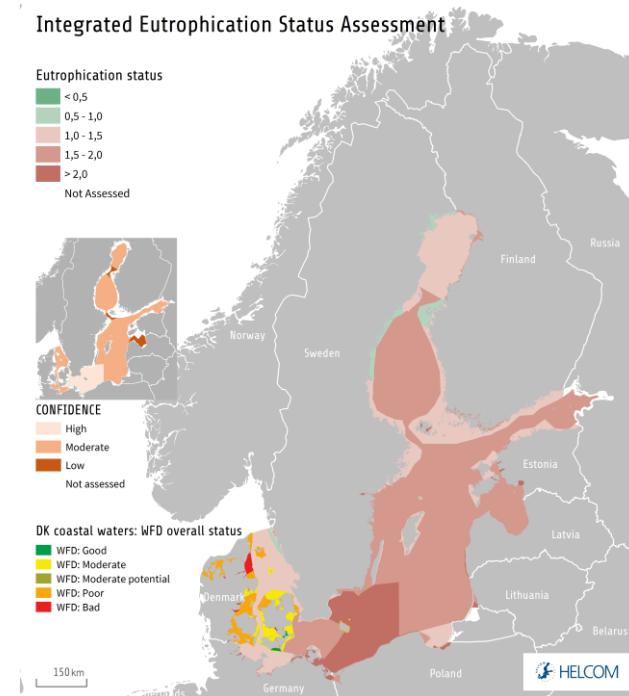 Integrated Eutrophication Status Assessment
Eutrophication status
< 0,5
0,5 - 1,0
1,0 - 1,5
1,5 - 2,0
> 2,0
Not Assessed
Finland
Russia
Norway
Sweden
CONFIDENCE
High
Moderate
Low
Not assessed
Estonia
DK coastal waters: WFD overall status
WFD: Good
WFD: Moderate
WFD: Moderate potential
WFD: Poor
WFD: Bad
Latvia
Denmark
Lithuania
Belarus
150 km
Poland
Germany
HELCOM